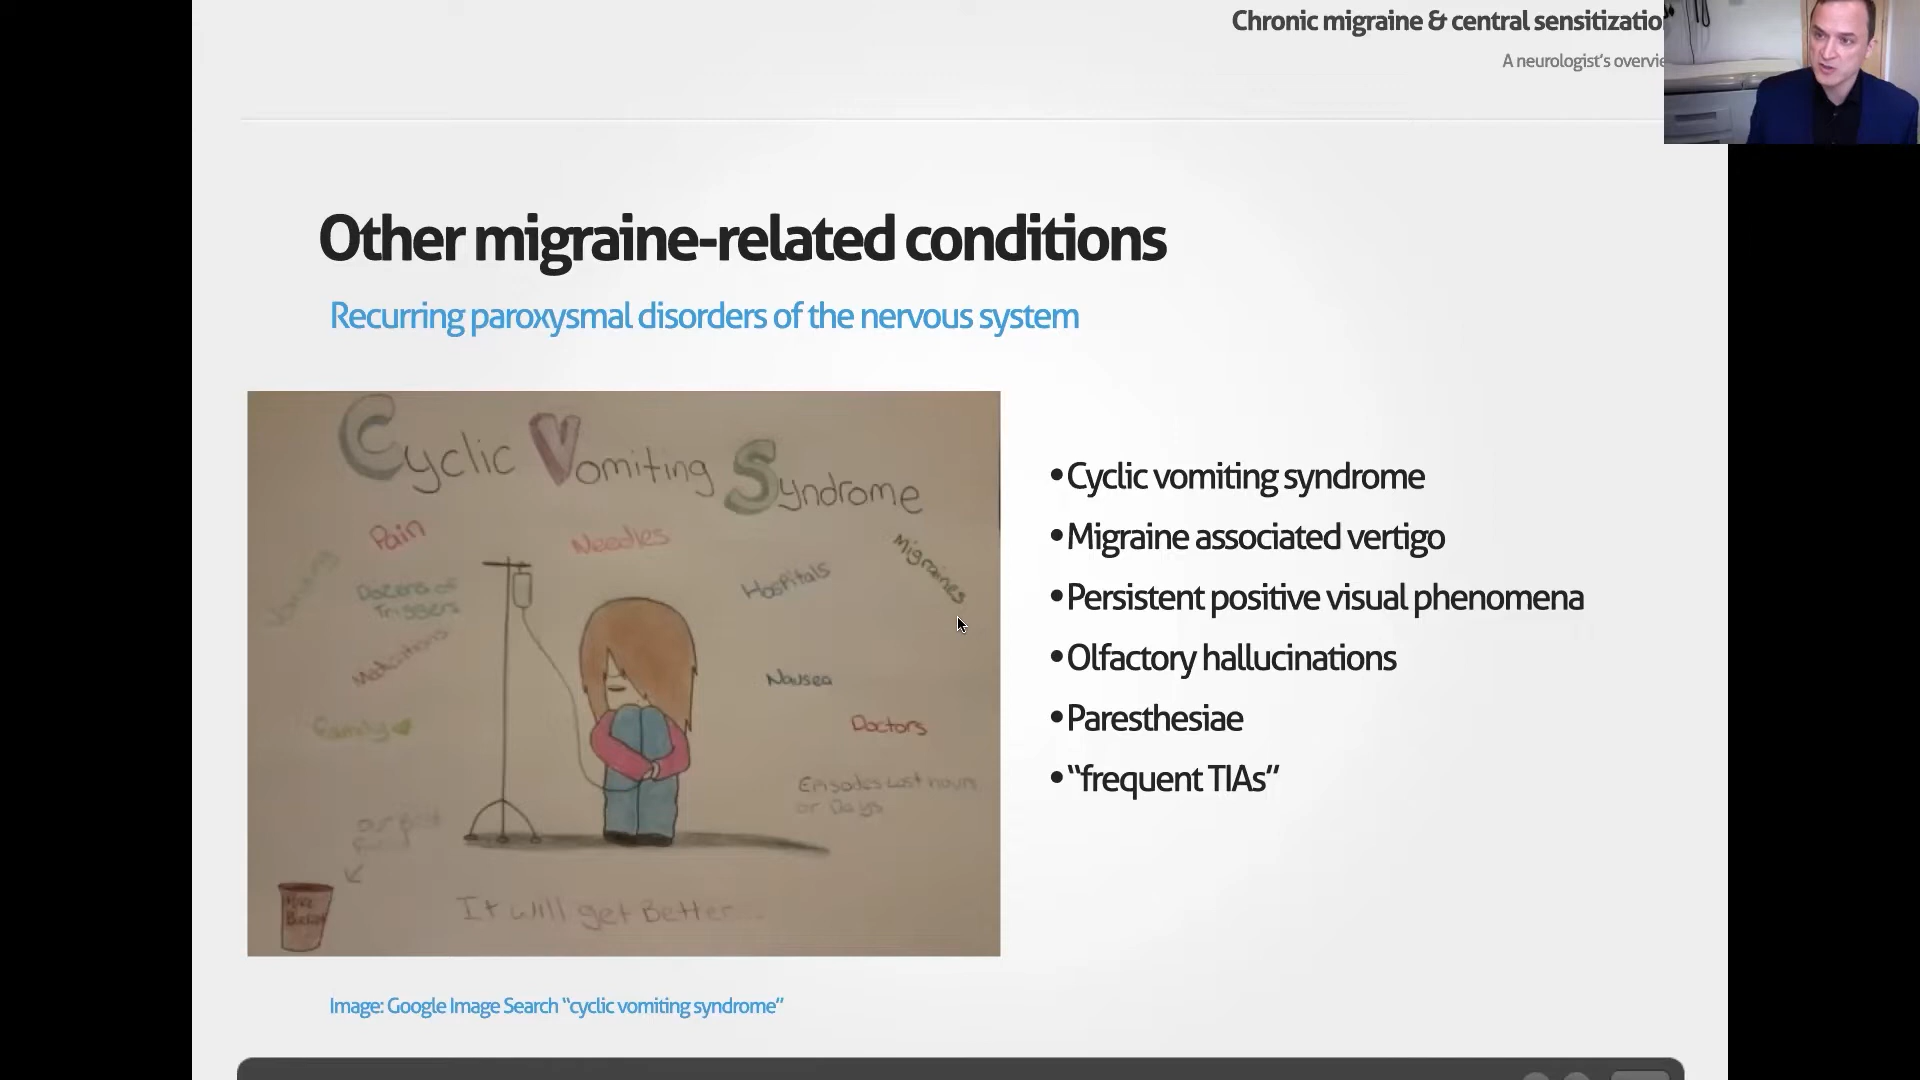 Chronic migraine & central sensitizatio
A neurologist's overvie
Other migraine-related conditions
Recurring paroxysmal disorders of the nervous system
Cyclic Vomiting Syndrome
Pain
Needles
Migraines
Vomiting
Dozens of
Triggers
Hospitals
Medications
Nausea
Family
Doctors
Episodes Last hours
or Days
It will get Better...
•Cyclic vomiting syndrome
•Migraine associated vertigo
•Persistent positive visual phenomena
•Olfactory hallucinations
•Paresthesiae
•“frequent TIAs”
Image: Google Image Search “cyclic vomiting syndrome”